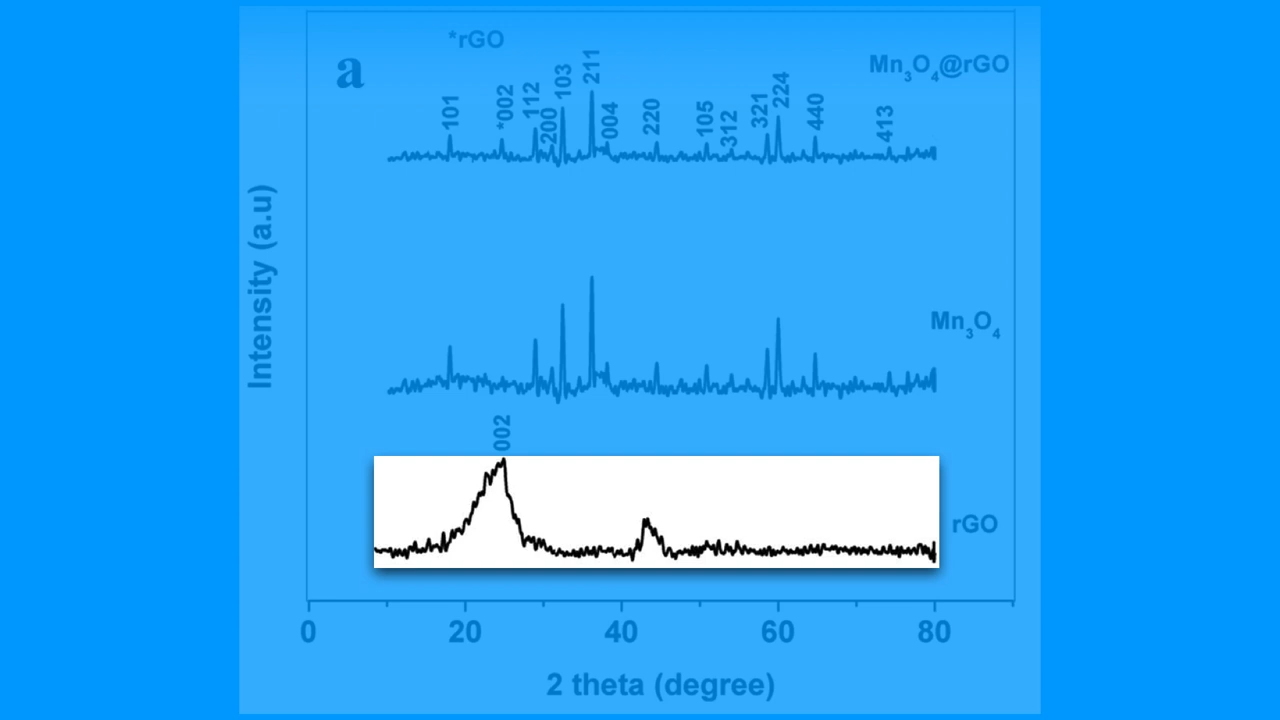 *rGO
a
Mn₃O₄@rGO
101
*002
112
200
103
211
004
220
105
312
321
224
440
413
Intensity (a.u)
Mn₃O₄
002
rGO
0 20 40 60 80
2 theta (degree)